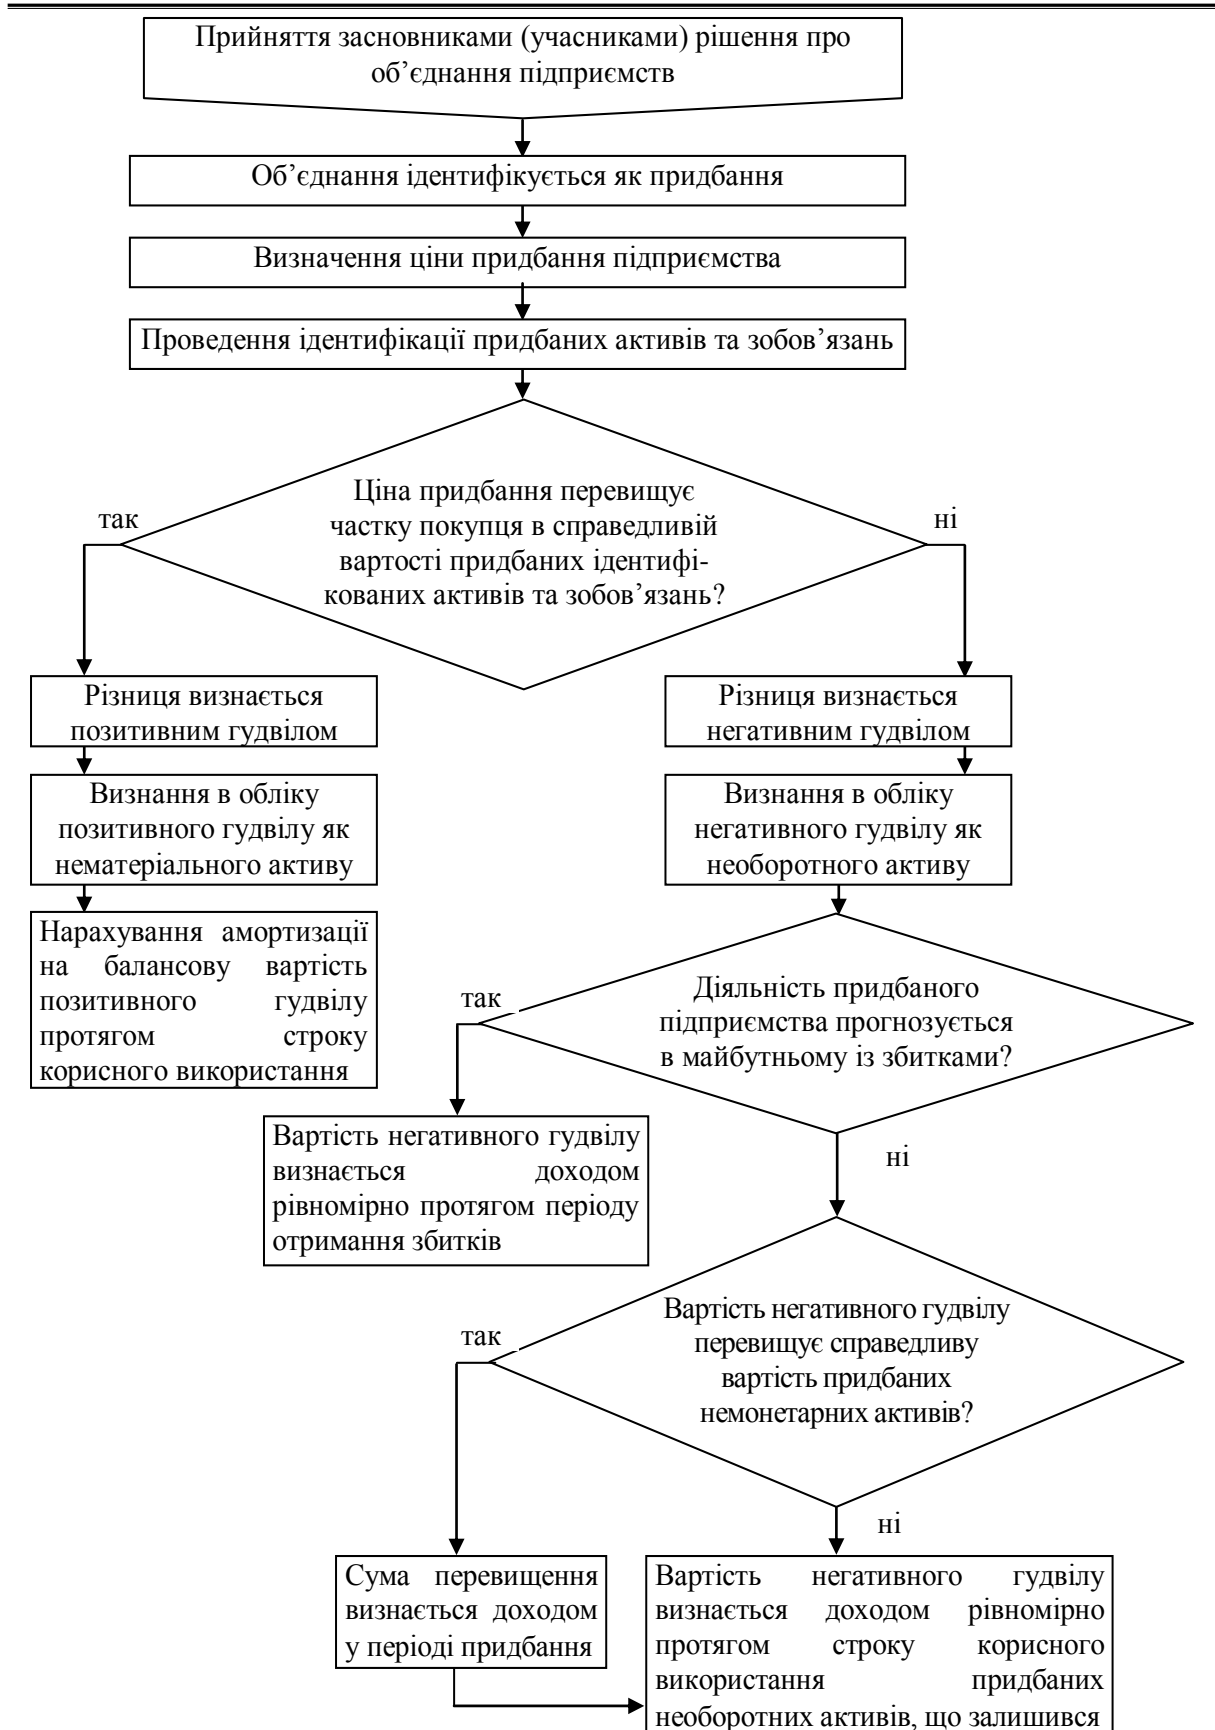 Прийняття засновниками (учасниками) рішення про
об’єднання підприємств
Об’єднання ідентифікується як придбання
Визначення ціни придбання підприємства
Проведення ідентифікації придбаних активів та зобов’язань
Ціна придбання перевищує
частку покупця в справедливій
вартості придбаних ідентифі-
кованих активів та зобов’язань?
так
ні
Різниця визнається
позитивним гудвілом
Визнання в обліку
позитивного гудвілу як
нематеріального активу
Нарахування амортизації
на балансову вартість
позитивного гудвілу
протягом строку
корисного використання
Різниця визнається
негативним гудвілом
Визнання в обліку
негативного гудвілу як
необоротного активу
Діяльність придбаного
підприємства прогнозується
в майбутньому із збитками?
так
ні
Вартість негативного гудвілу
визнається доходом
рівномірно протягом періоду
отримання збитків
Вартість негативного гудвілу
перевищує справедливу
вартість придбаних
немонетарних активів?
так
ні
Сума перевищення
визнається доходом
у періоді придбання
Вартість негативного гудвілу
визнається доходом рівномірно
протягом строку корисного
використання придбаних
необоротних активів, що залишився